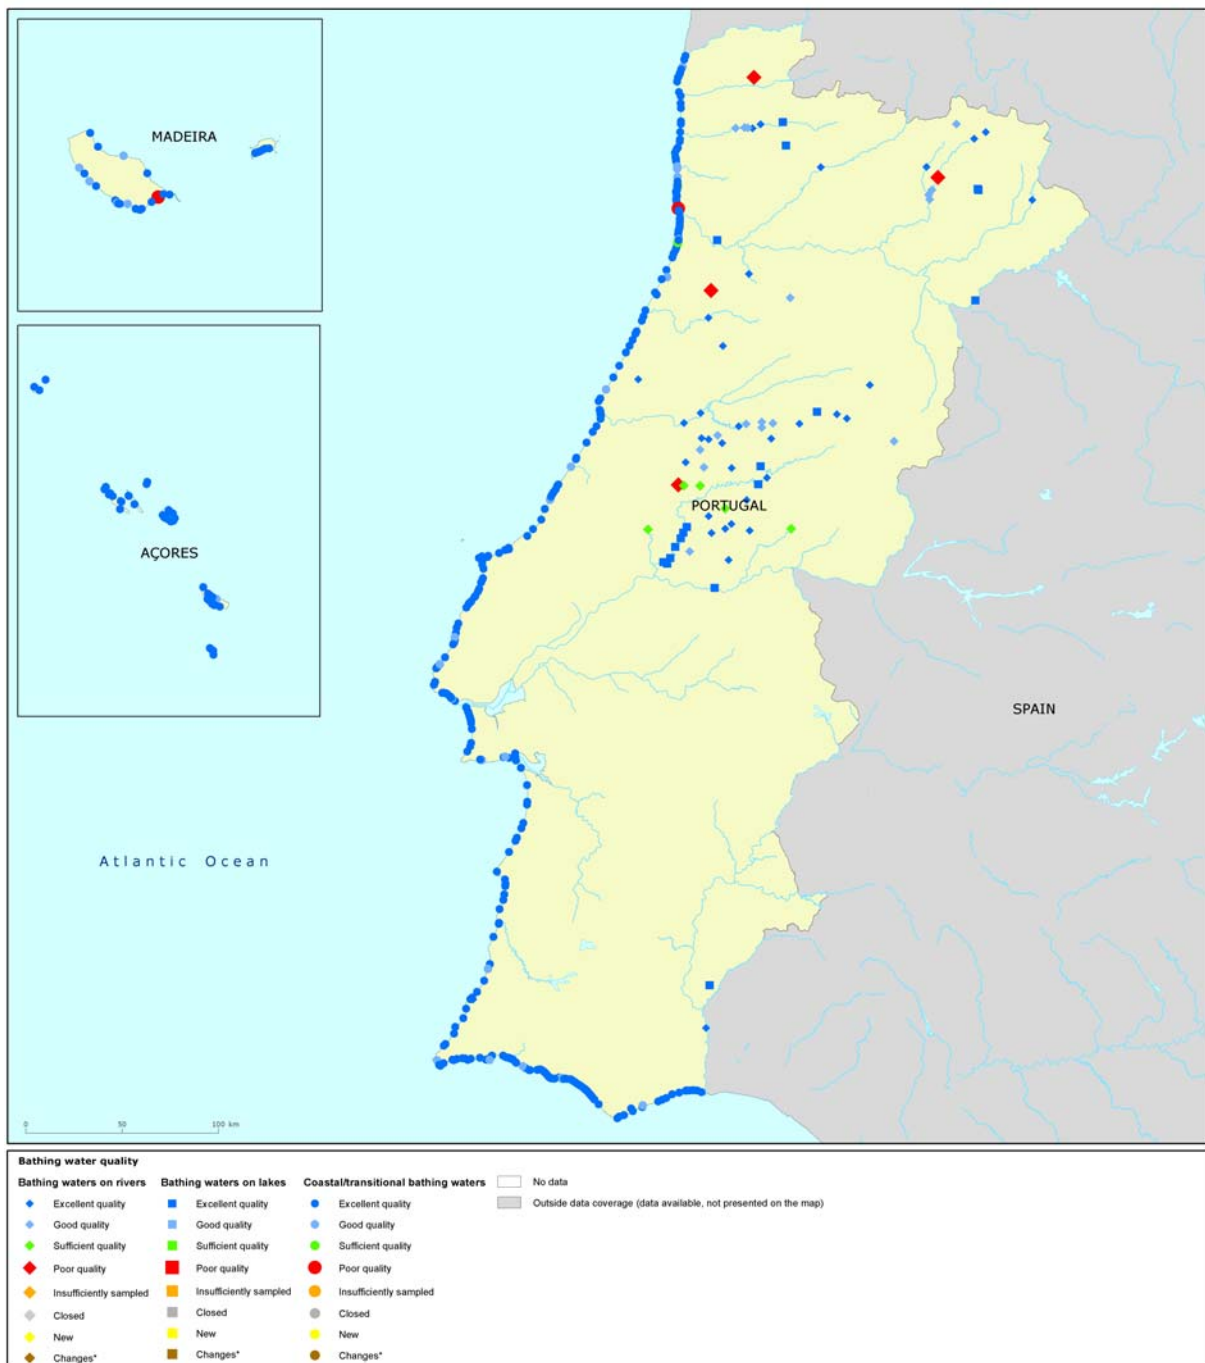 MADEIRA
AÇORES
PORTUGAL
SPAIN
Atlantic Ocean
0 50 100 km
Bathing water quality
Bathing waters on rivers
Excellent quality
Good quality
Sufficient quality
Poor quality
Insufficiently sampled
Closed
New
Changes*
Bathing waters on lakes
Excellent quality
Good quality
Sufficient quality
Poor quality
Insufficiently sampled
Closed
New
Changes*
Coastal/transitional bathing waters
Excellent quality
Good quality
Sufficient quality
Poor quality
Insufficiently sampled
Closed
New
Changes*
No data
Outside data coverage (data available, not presented on the map)